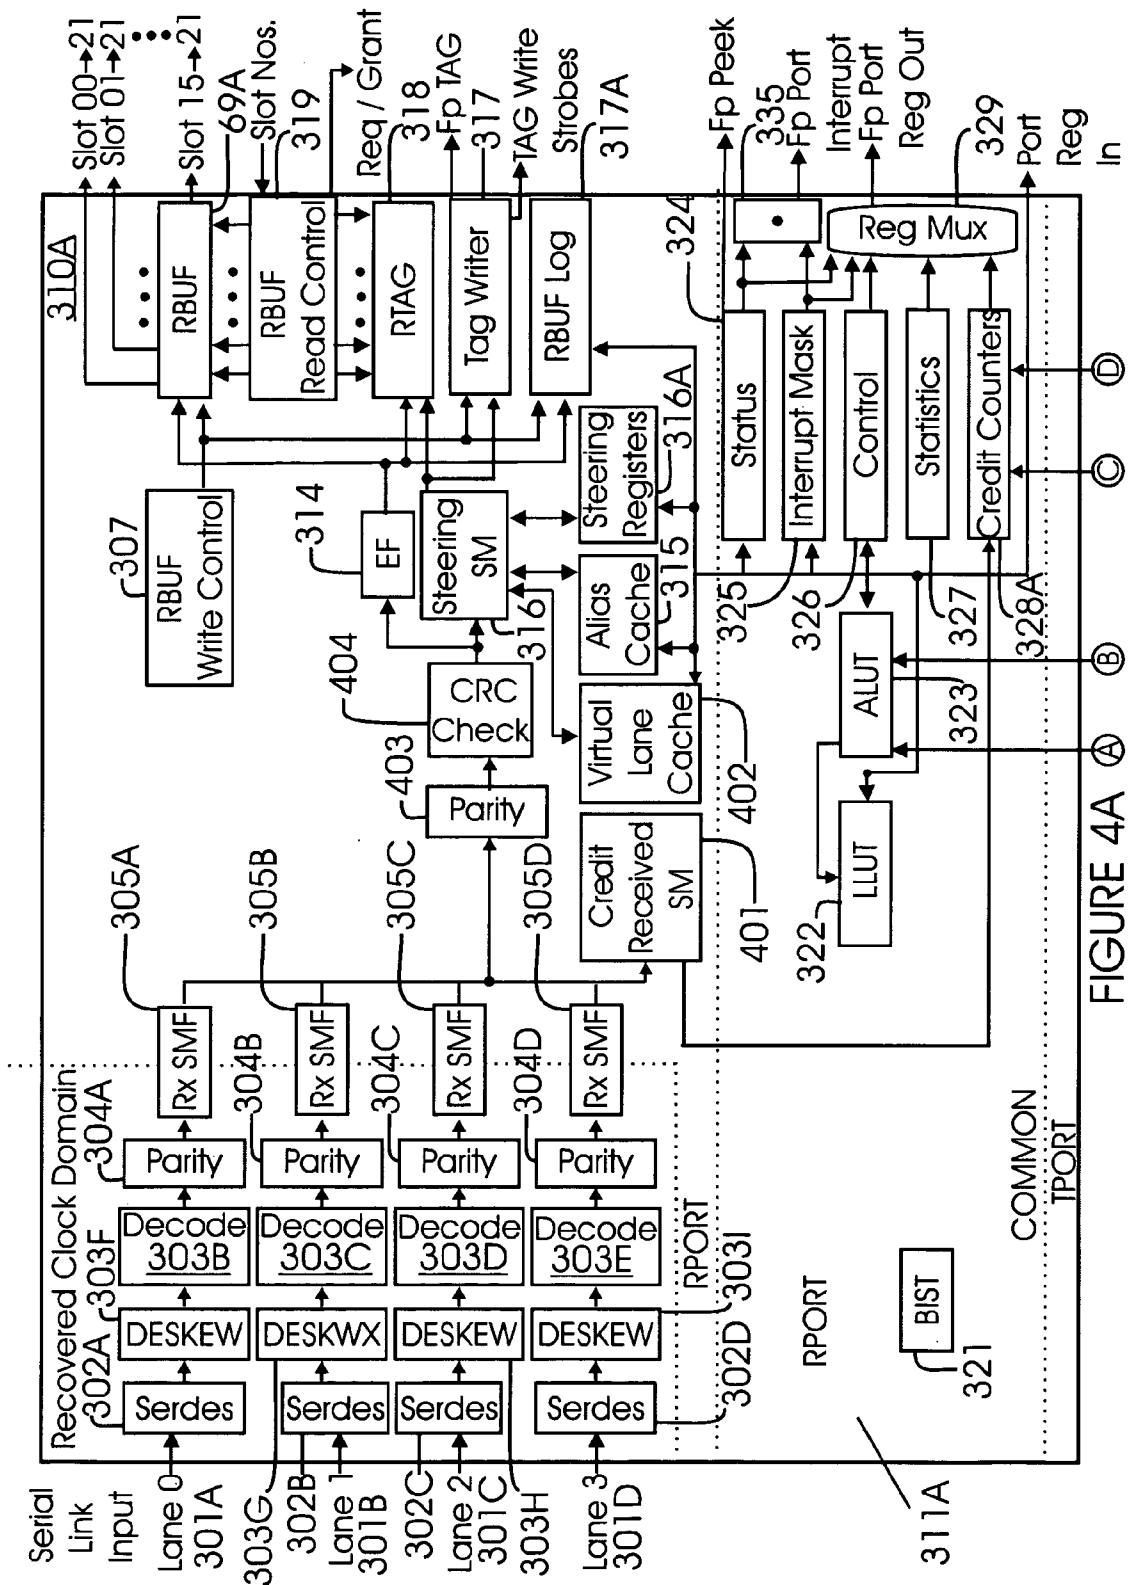 Serial
Link
Input
Lane 0
301A
303G
302B
Lane 1
301B
302C
Lane 2
301C
303H
Lane 3
301D
Recovered Clock Domain
302A
303F
304A
Serdes
DESKEW
Decode
303B
Parity
Rx SMF
305A
Serdes
DESKWX
Decode
303C
Parity
304B
Rx SMF
305B
Serdes
DESKEW
Decode
303D
Parity
304C
Rx SMF
305C
Serdes
DESKEW
Decode
303E
Parity
304D
Rx SMF
305D
302D
303I
RPORT
307
RBUF
Write Control
314
EF
404
CRC
Check
403
Parity
Steering
SM
316
Credit
Received
SM
401
Virtual
Lane
Cache
402
Alias
Cache
315
Steering
Registers
316A
310A
RBUF
RBUF
Read Control
RTAG
Tag Writer
RBUF Log
Slot 00→21
Slot 01→21
Slot 15→21
69A
Slot Nos.
319
Req / Grant
318
Fp TAG
317
TAG Write
Strobes
317A
324
Fp Peek
335
Fp Port
Interrupt
Fp Port
Reg Out
329
Port
Reg
In
Status
325
Interrupt Mask
326
Control
327
Statistics
328A
Credit Counters
Reg Mux
322
LLUT
ALUT
323
A
B
C
D
RPORT
BIST
321
311A
COMMON
TPORT
FIGURE 4A